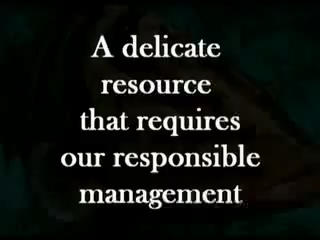 A delicate
resource
that requires
our responsible
management